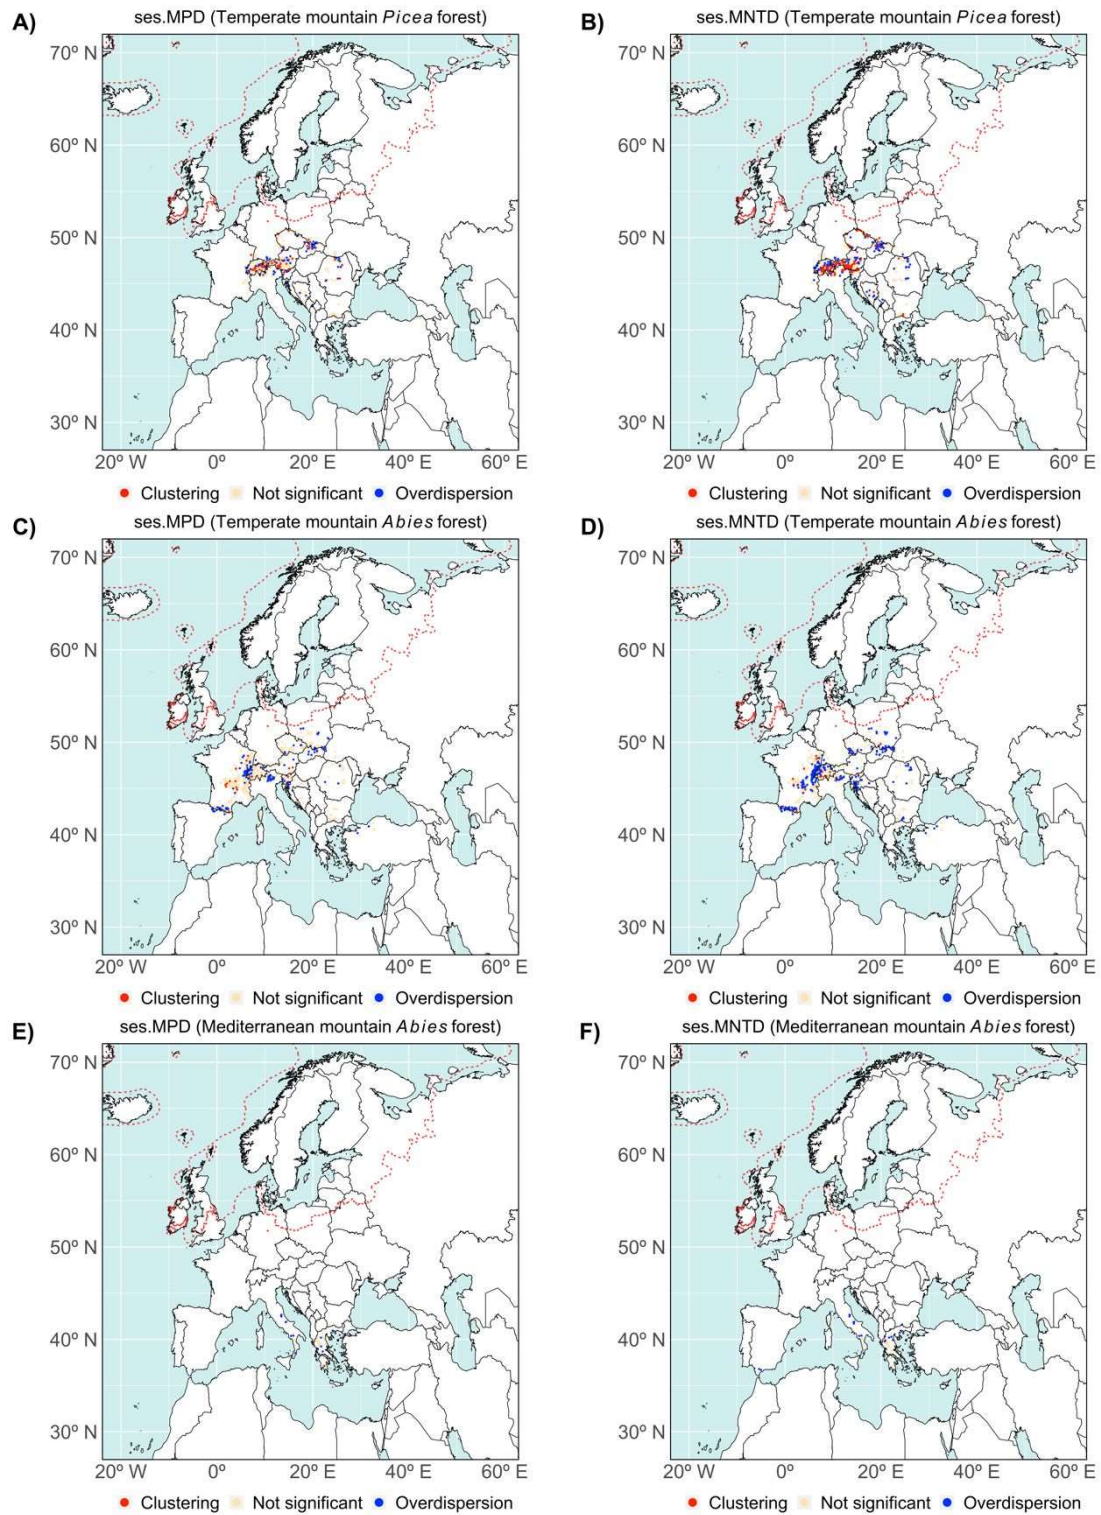 A) ses.MPD (Temperate mountain Picea forest)
B) ses.MNTD (Temperate mountain Picea forest)
70º N
60º N
50º N
40º N
30º N
20º W 0º 20º E 40º E 60º E
Clustering Not significant Overdispersion
70º N
60º N
50º N
40º N
30º N
20º W 0º 20º E 40º E 60º E
Clustering Not significant Overdispersion
C) ses.MPD (Temperate mountain Abies forest)
D) ses.MNTD (Temperate mountain Abies forest)
70º N
60º N
50º N
40º N
30º N
20º W 0º 20º E 40º E 60º E
Clustering Not significant Overdispersion
70º N
60º N
50º N
40º N
30º N
20º W 0º 20º E 40º E 60º E
Clustering Not significant Overdispersion
E) ses.MPD (Mediterranean mountain Abies forest)
F) ses.MNTD (Mediterranean mountain Abies forest)
70º N
60º N
50º N
40º N
30º N
20º W 0º 20º E 40º E 60º E
Clustering Not significant Overdispersion
70º N
60º N
50º N
40º N
30º N
20º W 0º 20º E 40º E 60º E
Clustering Not significant Overdispersion